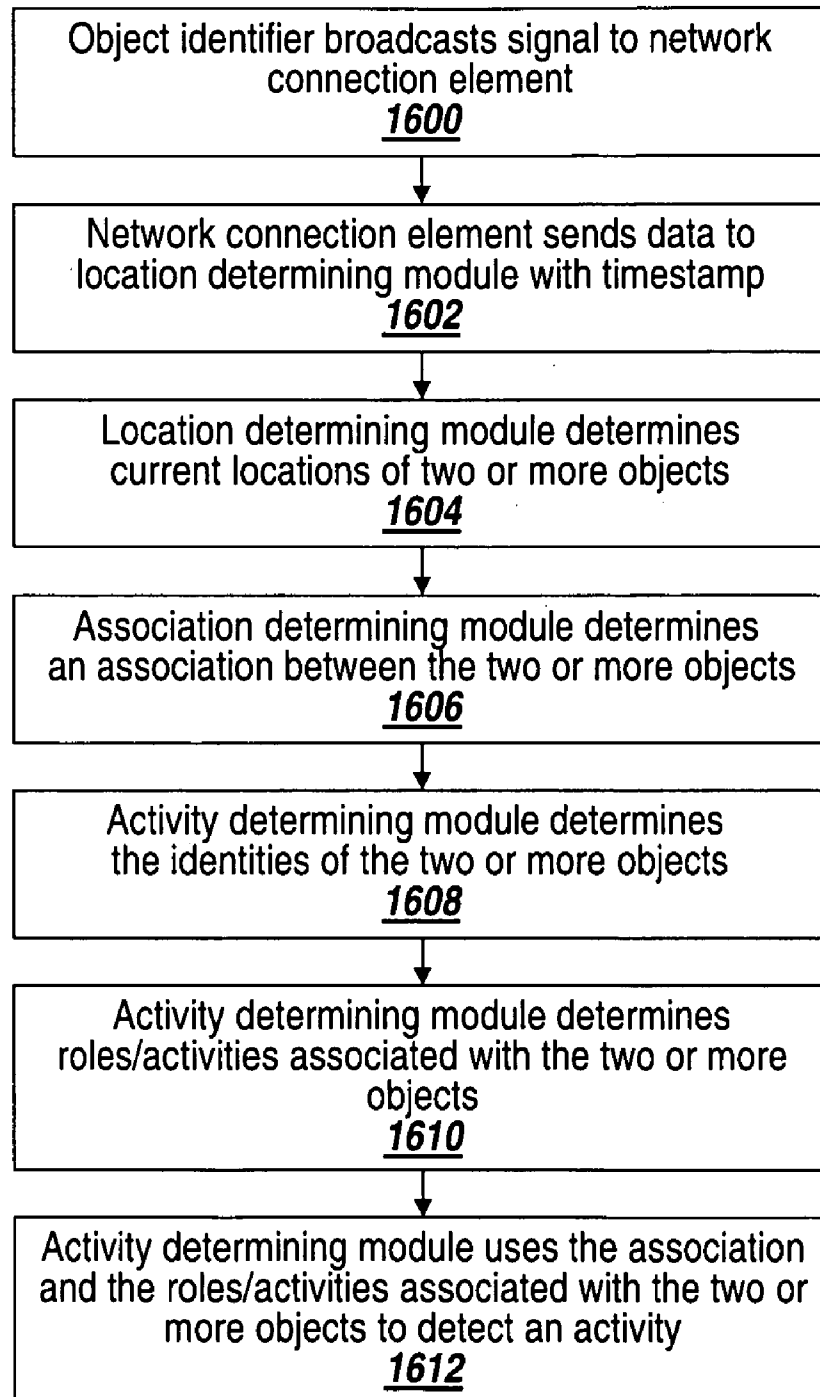 Object identifier broadcasts signal to network
connection element
1600
Network connection element sends data to
location determining module with timestamp
1602
Location determining module determines
current locations of two or more objects
1604
Association determining module determines
an association between the two or more objects
1606
Activity determining module determines
the identities of the two or more objects
1608
Activity determining module determines
roles/activities associated with the two or more
objects
1610
Activity determining module uses the association
and the roles/activities associated with the two or
more objects to detect an activity
1612